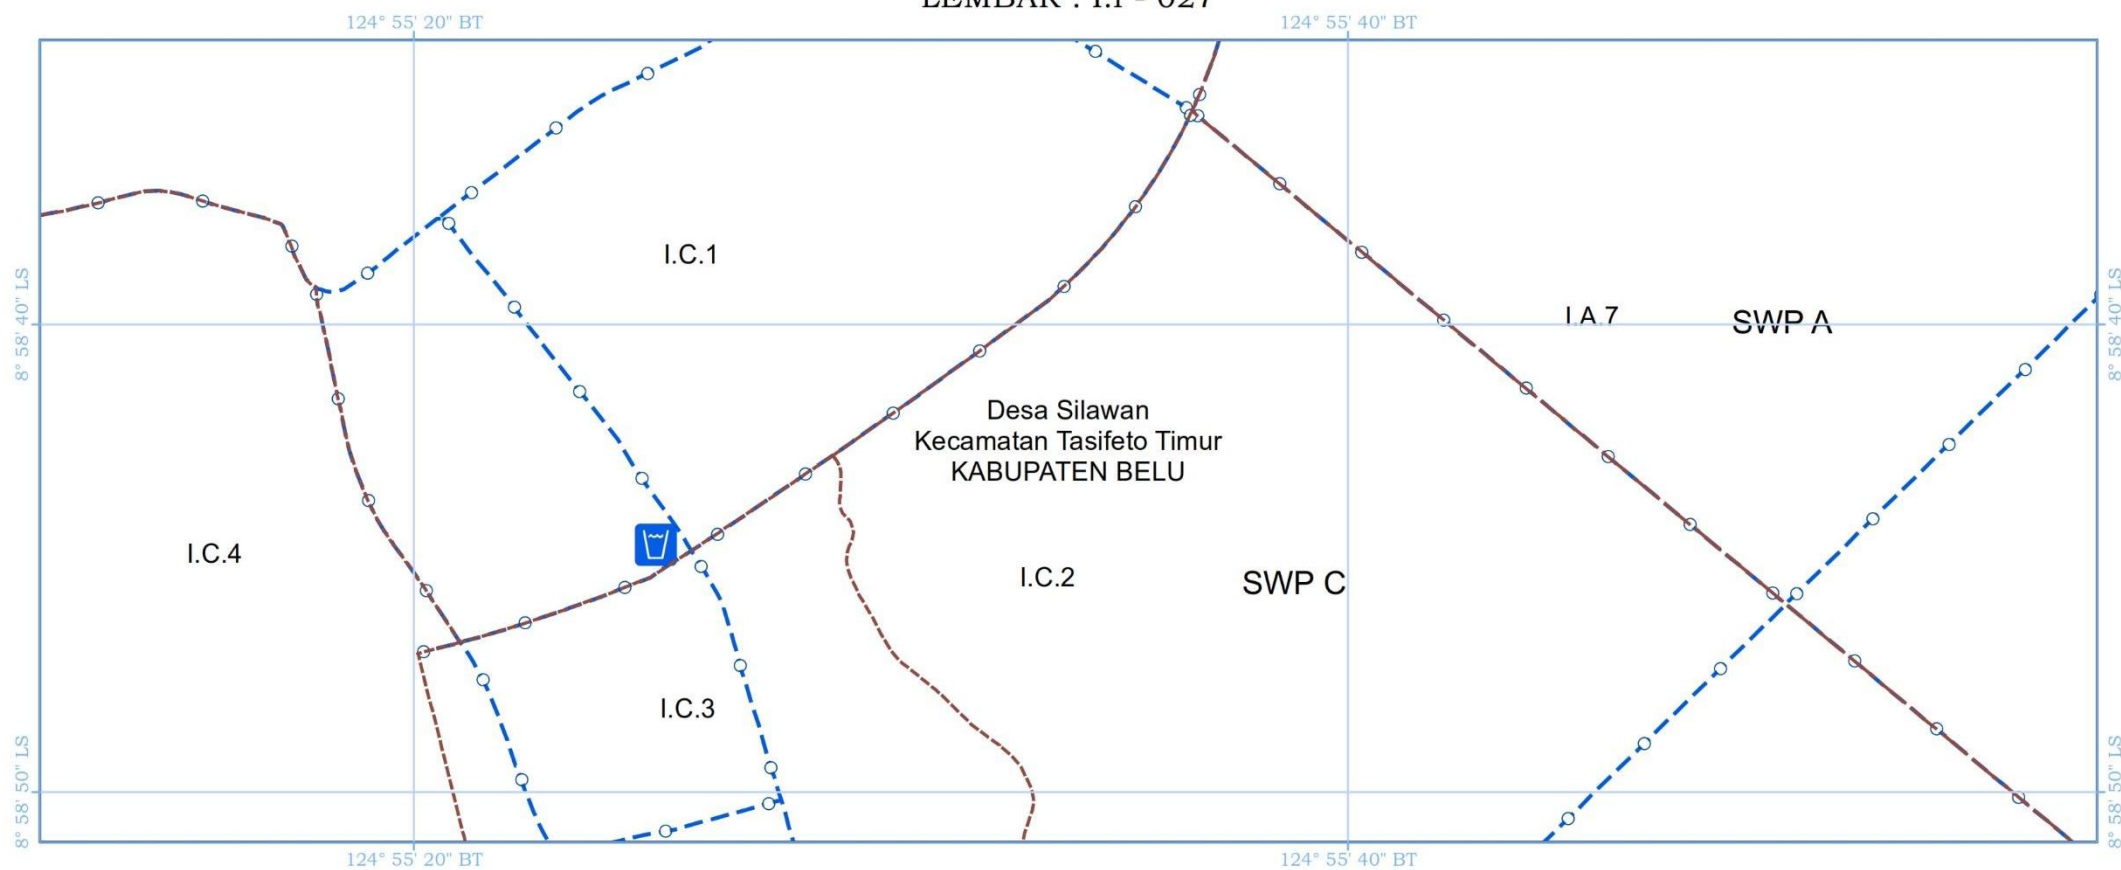 LEMBAR : I.I - 027
124° 55' 20" BT
124° 55' 40" BT
I.C.1
8° 58' 40" LS
I.A.7
SWP A
8° 58' 40" LS
Desa Silawan
Kecamatan Tasifeto Timur
KABUPATEN BELU
I.C.4
I.C.2
SWP C
I.C.3
8° 58' 50" LS
8° 58' 50" LS
124° 55' 20" BT
124° 55' 40" BT